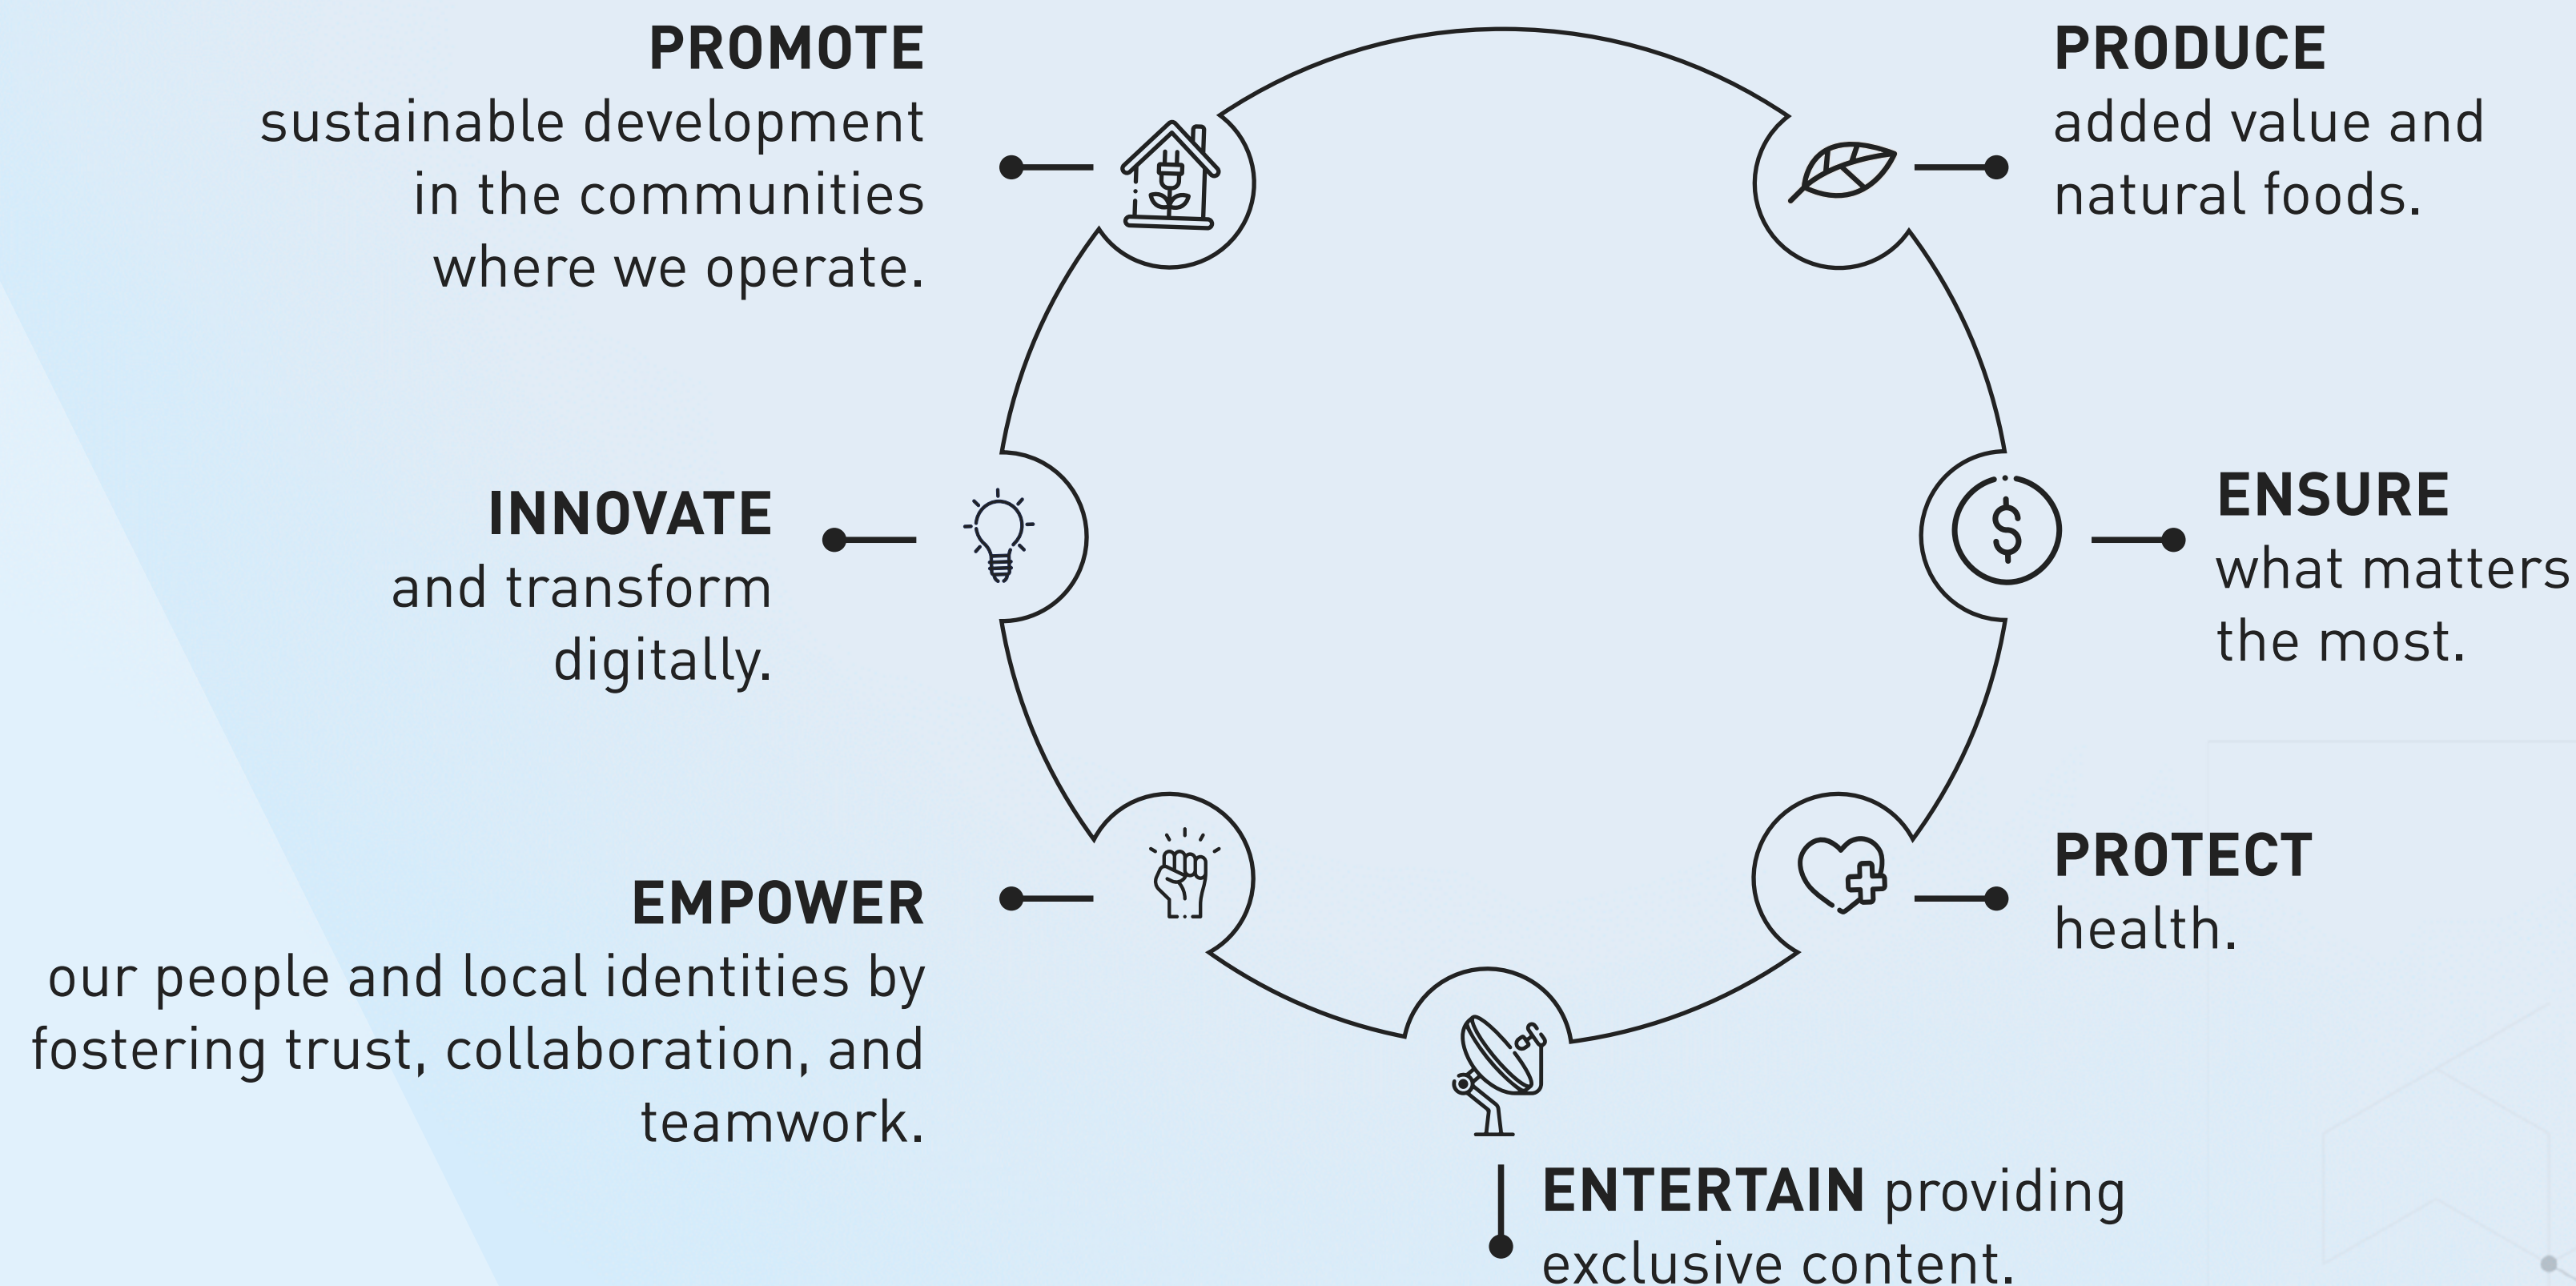 PROMOTE
sustainable development
in the communities
where we operate.
PRODUCE
added value and
natural foods.
INNOVATE
and transform
digitally.
$
ENSURE
what matters
the most.
EMPOWER
our people and local identities by
fostering trust, collaboration, and
teamwork.
PROTECT
health.
ENTERTAIN providing
exclusive content.